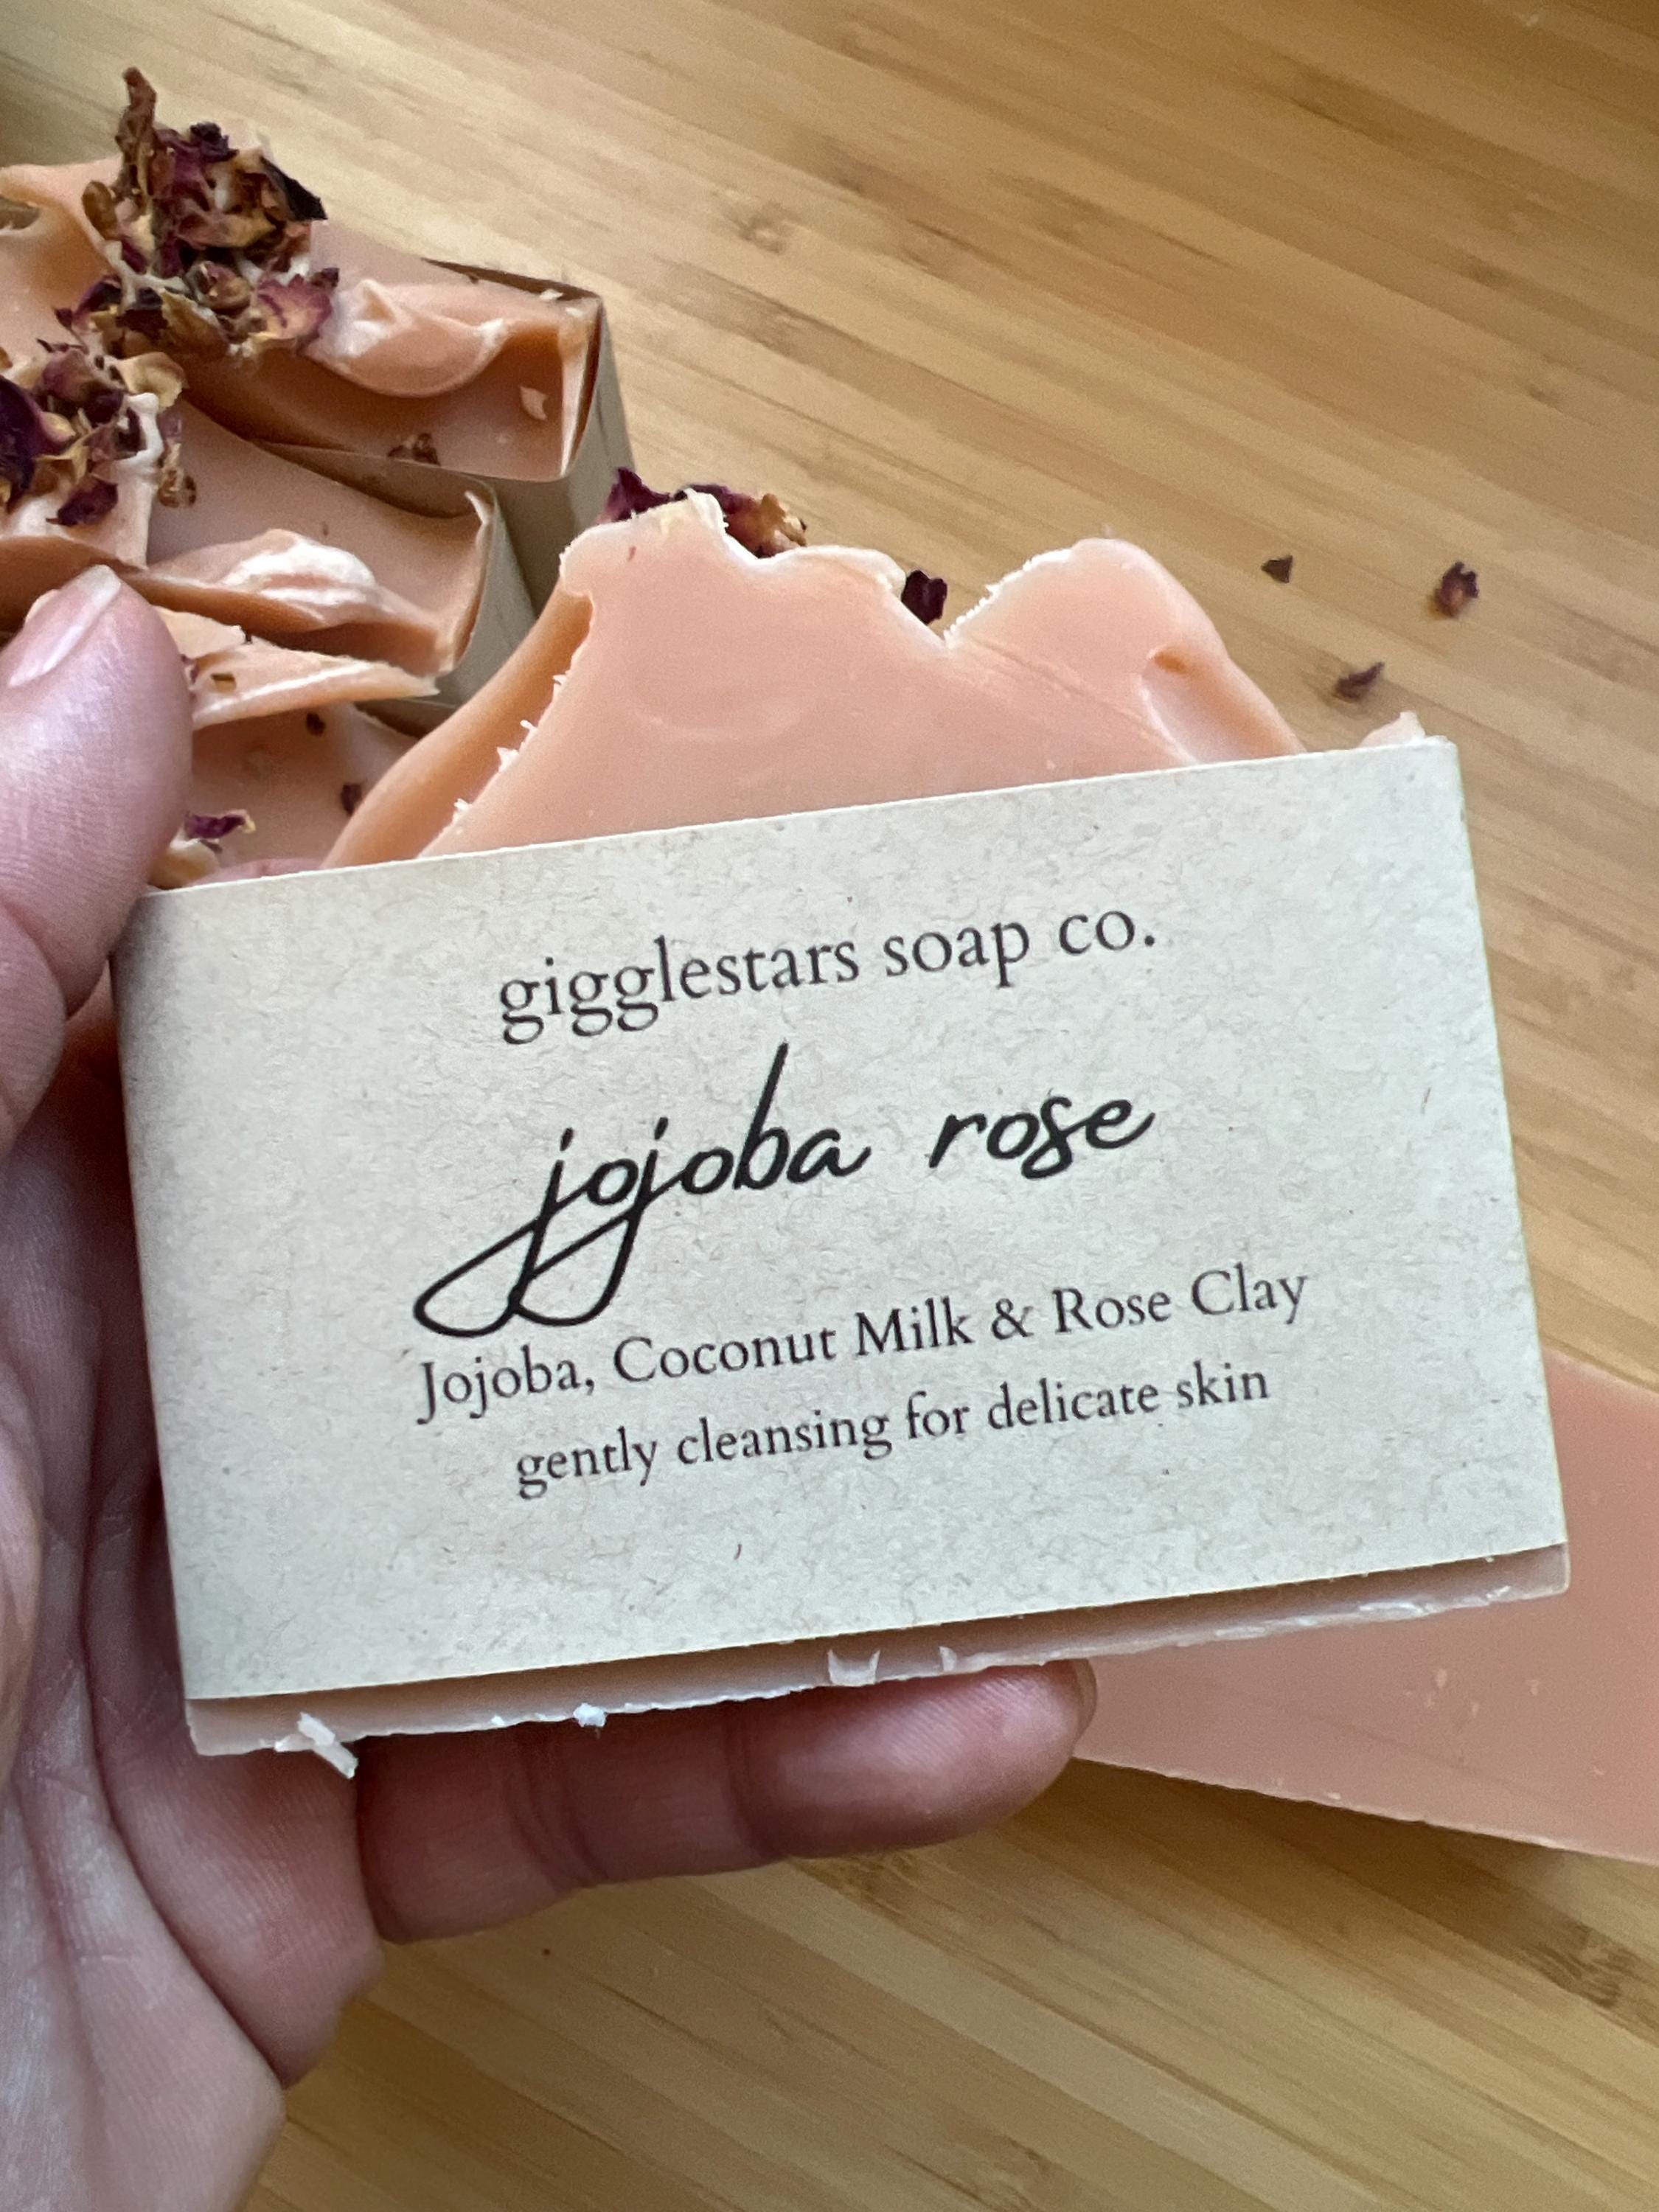 gigglestars soap co.
jojoba rose
Jojoba, Coconut Milk & Rose Clay
gently cleansing for delicate skin